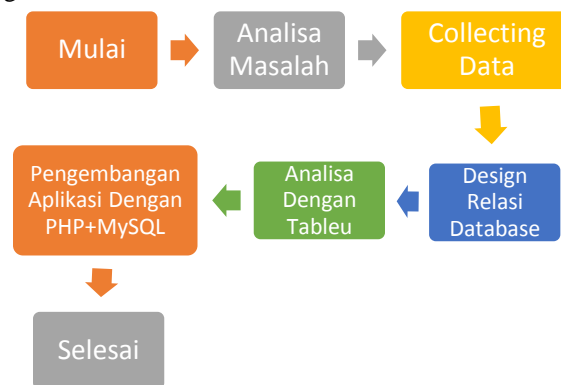 Mulai
Analisa
Masalah
Collecting
Data
Design
Relasi
Database
Analisa
Dengan
Tableu
Pengembangan
Aplikasi Dengan
PHP+MySQL
Selesai